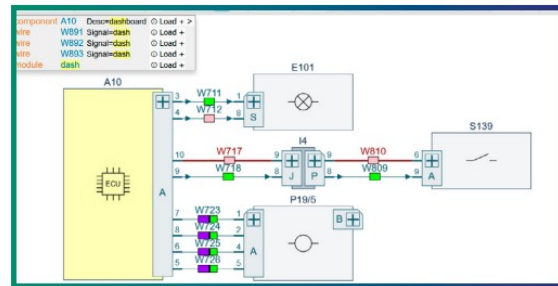 component A10 Desc=dashboard Load + >
wire W891 Signal=dash Load +
wire W892 Signal=dash Load +
wire W893 Signal=dash Load +
module dash Load +
A10
E101
3 W711 1
4 W712 8
S
I4
S139
10 W717 9
9 W810 6
9 W718 8
8 W809 9
J P
A
ECU
A
P19/5
7 W723 1
8 W724 2
6 W725 4
5 W726 5
A
B